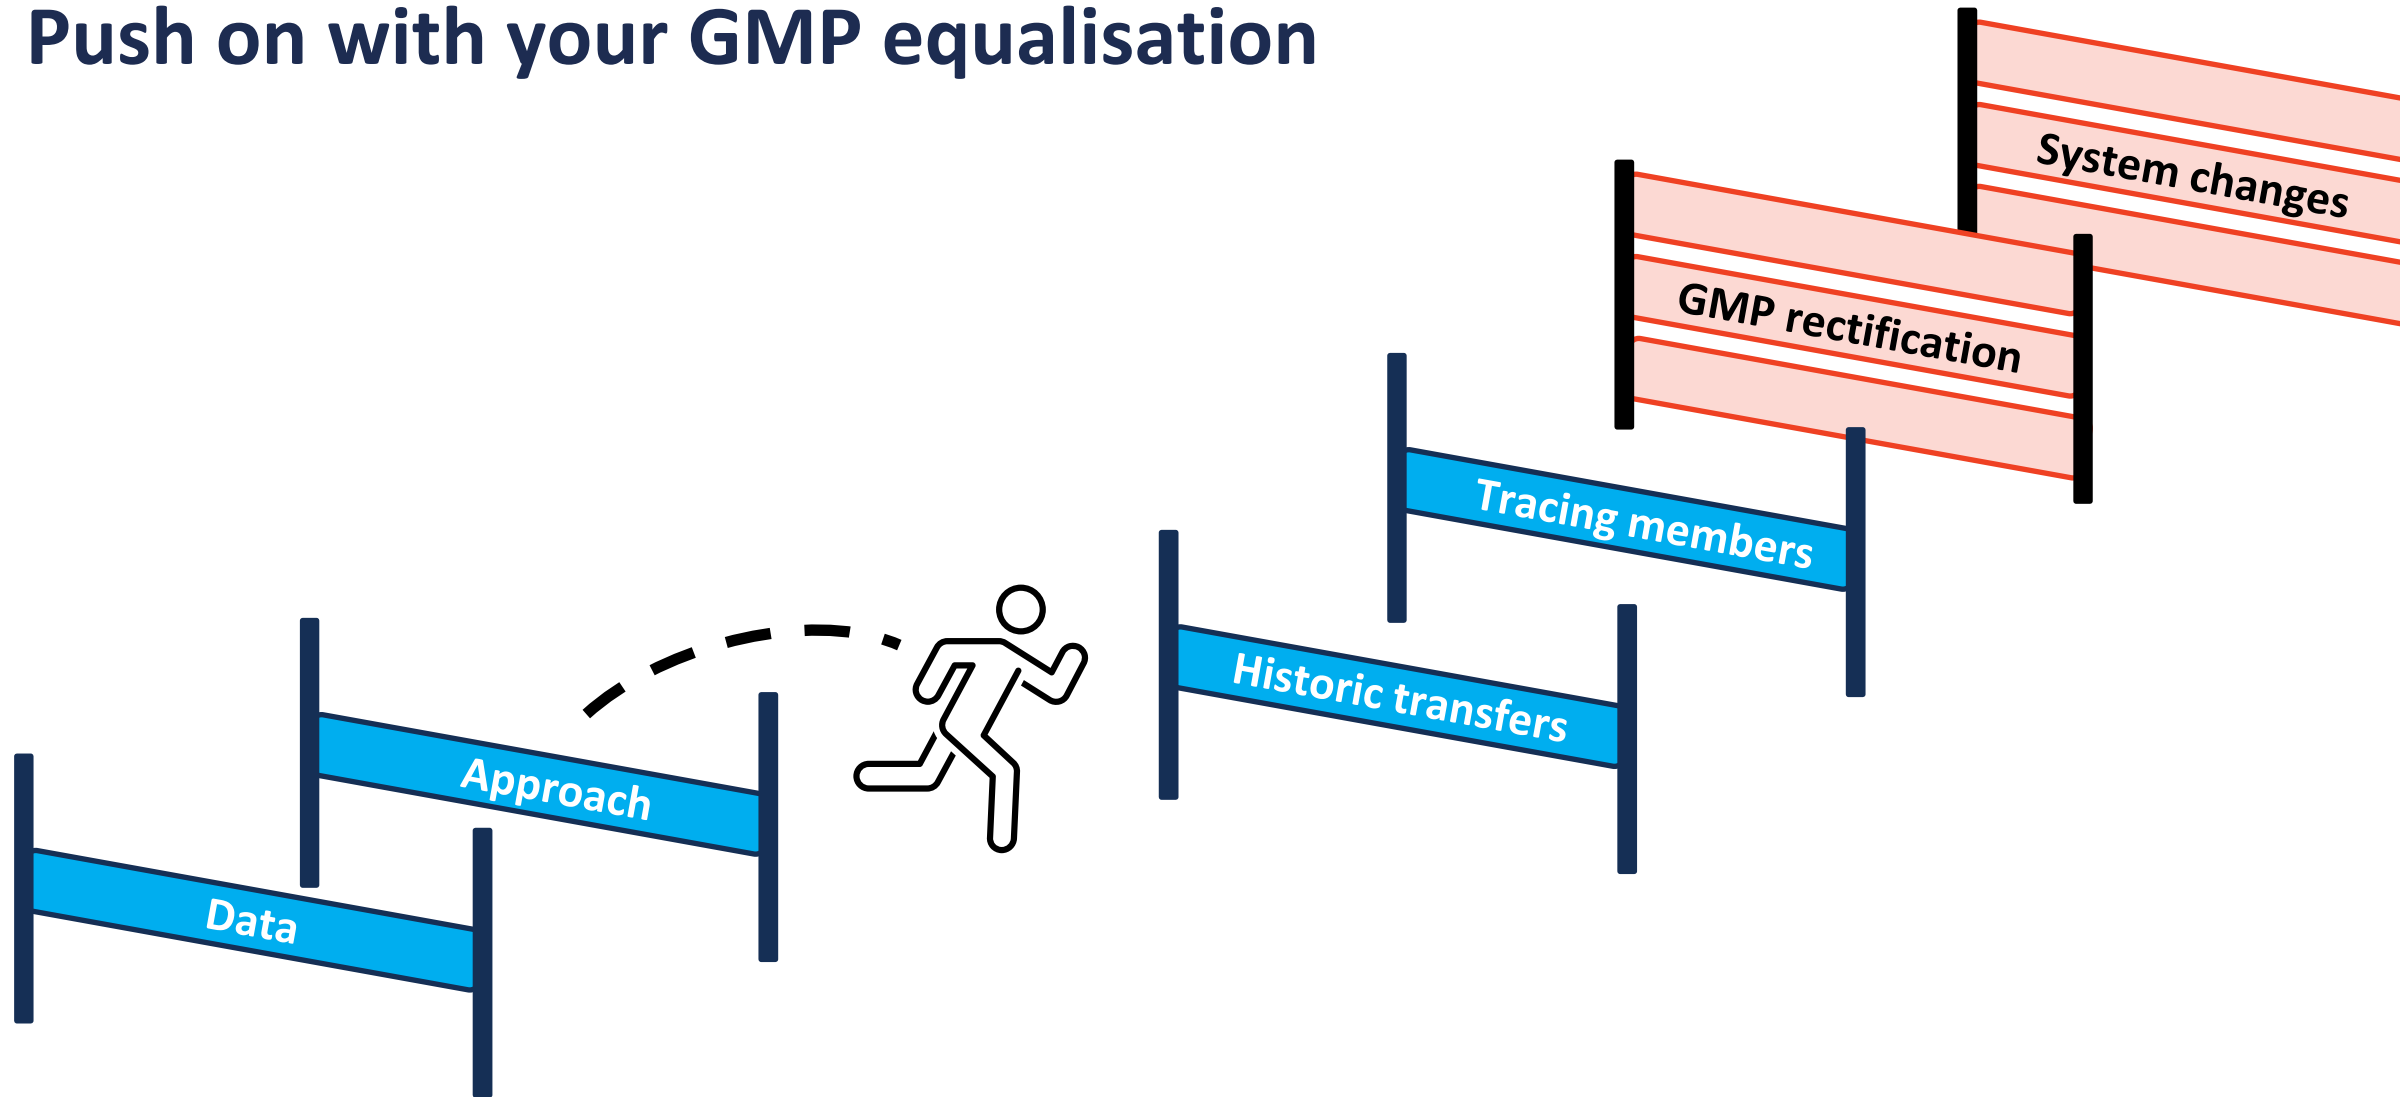 Push on with your GMP equalisation
System changes
GMP rectification
Tracing members
Historic transfers
Approach
Data